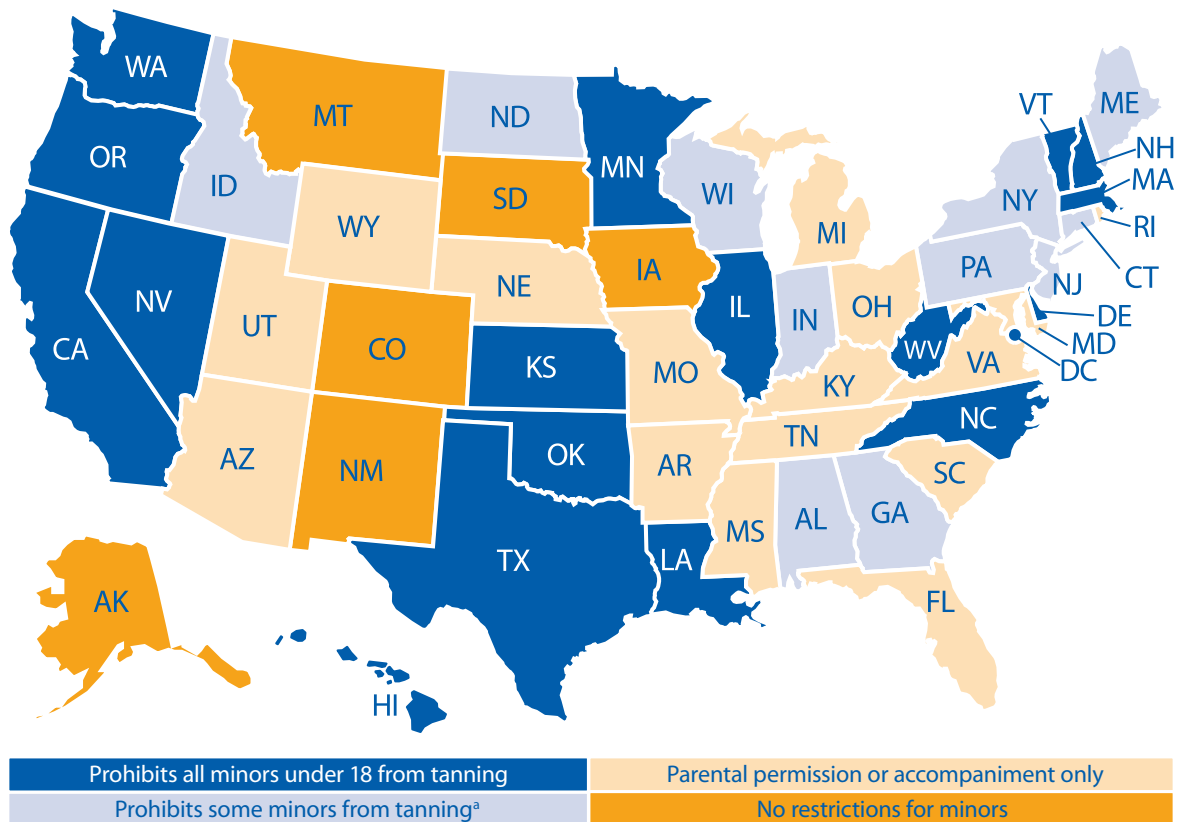 WA
VT
ME
MT
ND
NH
OR
MN
MA
ID
SD
WI
NY
RI
WY
MI
CT
IA
PA
NJ
NV
NE
OH
DE
UT
IL
IN
MD
CA
CO
WV
DC
KS
MO
KY
VA
NC
TN
AZ
NM
OK
AR
SC
MS
AL
GA
TX
LA
AK
FL
HI
Prohibits all minors under 18 from tanning
Parental permission or accompaniment only
Prohibits some minors from tanningᵃ
No restrictions for minors